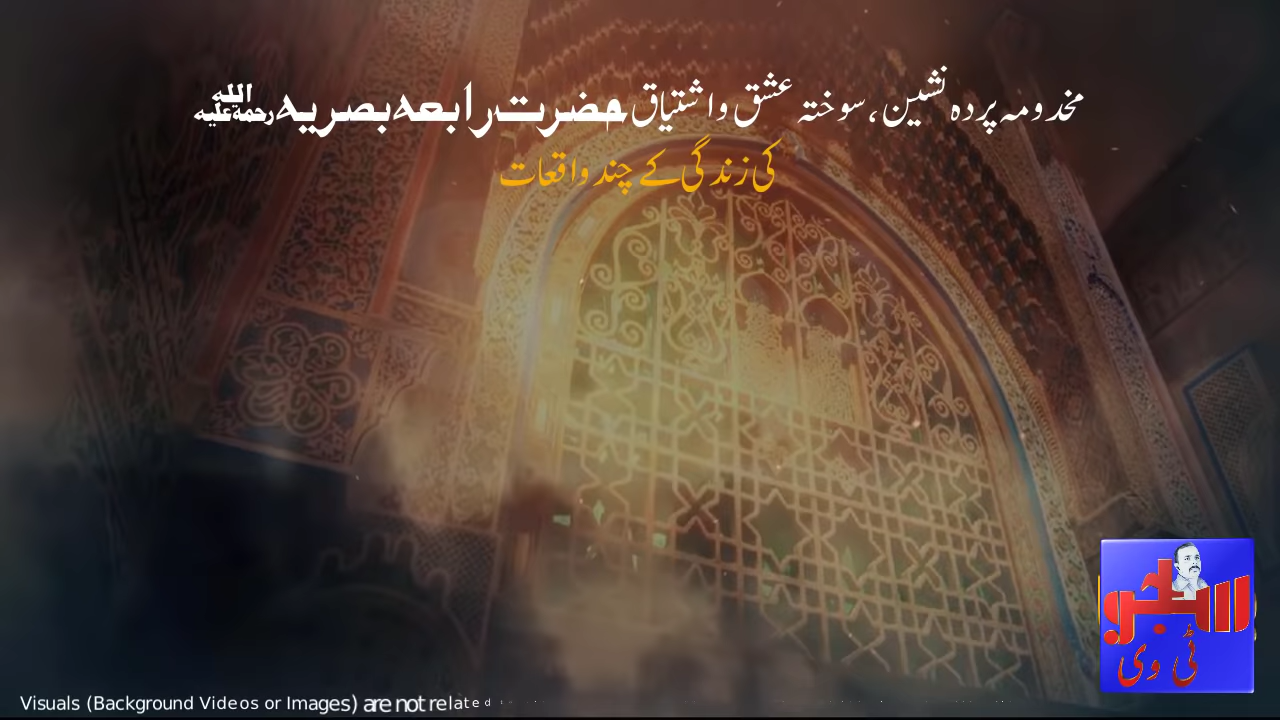 مخدومہ پردہ نشین، سوختہ عشق و اشتیاق حضرت رابعہ بصریہ رحمۃ اللہ علیہ
کی زندگی کے چند واقعات
ٹی وی
Visuals (Background Videos or Images) are not related